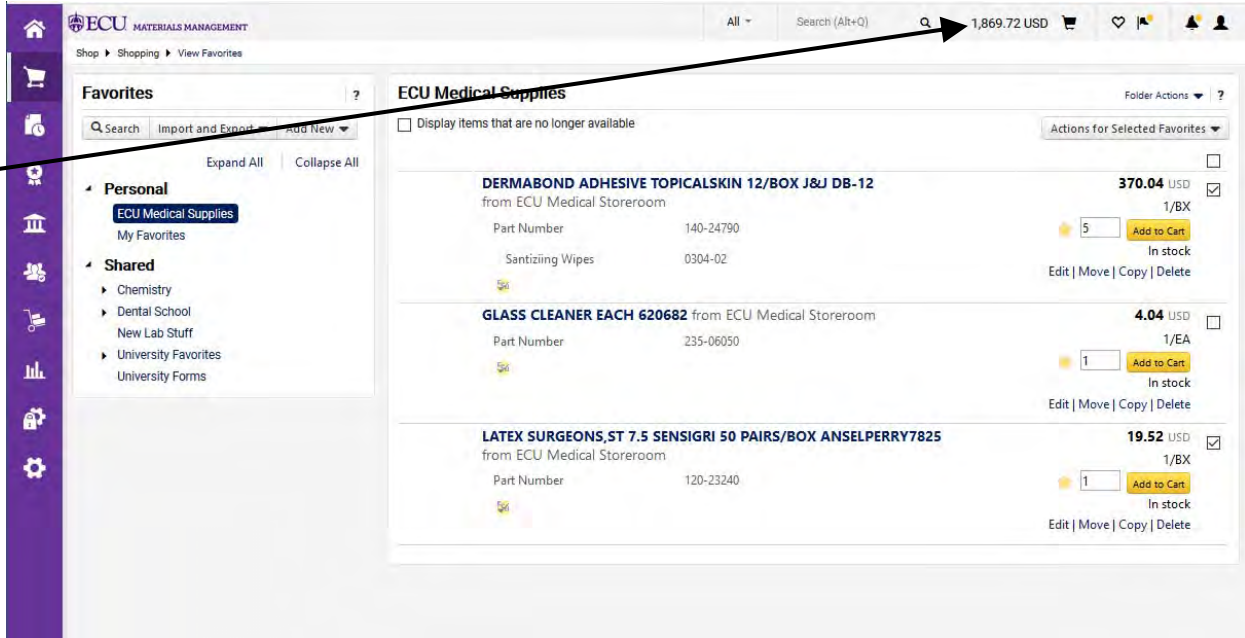 ECU MATERIALS MANAGEMENT
All
Search (Alt+Q)
1,869.72 USD
Shop ▸ Shopping ▸ View Favorites
Favorites
?
Search
Import and Export
Add New
Expand All
Collapse All
Personal
ECU Medical Supplies
My Favorites
Shared
Chemistry
Dental School
New Lab Stuff
University Favorites
University Forms
ECU Medical Supplies
Folder Actions
?
Display items that are no longer available
Actions for Selected Favorites
DERMABOND ADHESIVE TOPICALSKIN 12/BOX J&J DB-12
from ECU Medical Storeroom
Part Number 140-24790
Santiziing Wipes 0304-02
370.04 USD
1/BX
5 Add to Cart
In stock
Edit | Move | Copy | Delete
GLASS CLEANER EACH 620682 from ECU Medical Storeroom
Part Number 235-06050
4.04 USD
1/EA
1 Add to Cart
In stock
Edit | Move | Copy | Delete
LATEX SURGEONS,ST 7.5 SENSIGRI 50 PAIRS/BOX ANSELPERRY7825
from ECU Medical Storeroom
Part Number 120-23240
19.52 USD
1/BX
1 Add to Cart
In stock
Edit | Move | Copy | Delete